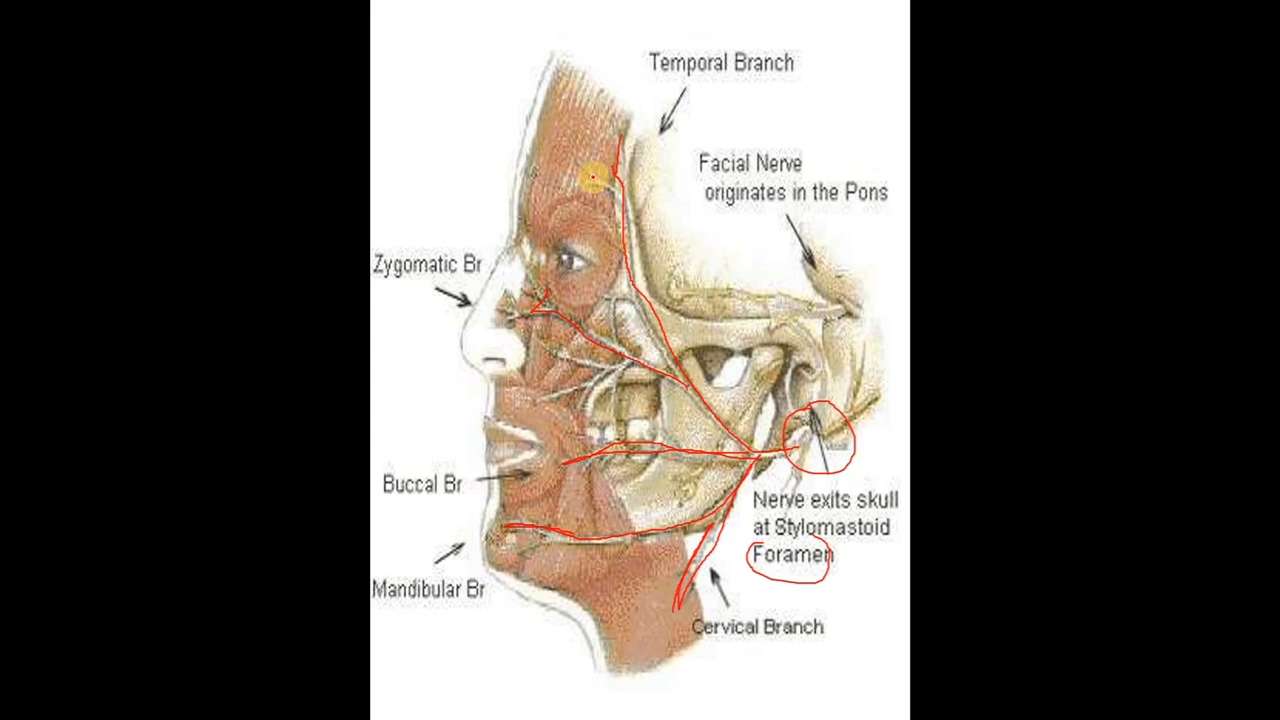 Temporal Branch
Facial Nerve
originates in the Pons
Zygomatic Br
Buccal Br
Nerve exits skull
at Stylomastoid
Foramen
Mandibular Br
Cervical Branch